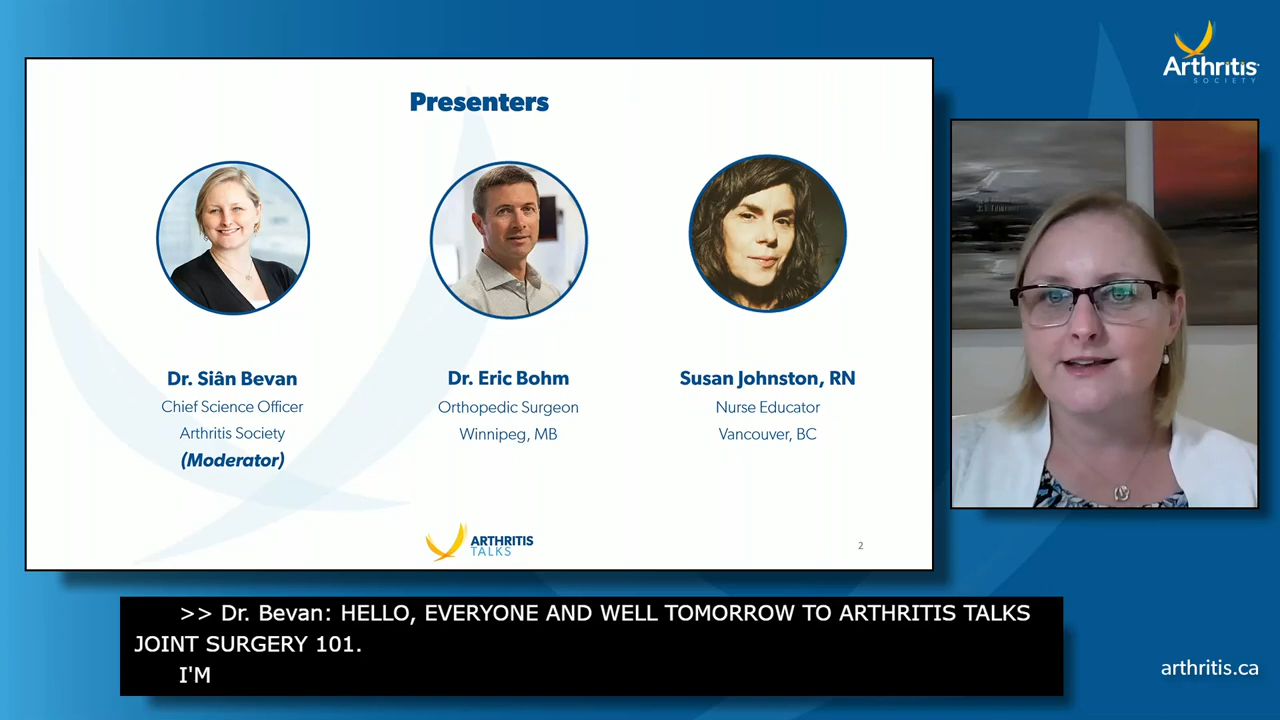 Arthritis
SOCIETY
Presenters
Dr. Siân Bevan
Chief Science Officer
Arthritis Society
(Moderator)
Dr. Eric Bohm
Orthopedic Surgeon
Winnipeg, MB
Susan Johnston, RN
Nurse Educator
Vancouver, BC
ARTHRITIS
TALKS
2
>> Dr. Bevan: HELLO, EVERYONE AND WELL TOMORROW TO ARTHRITIS TALKS
JOINT SURGERY 101.
I'M
arthritis.ca